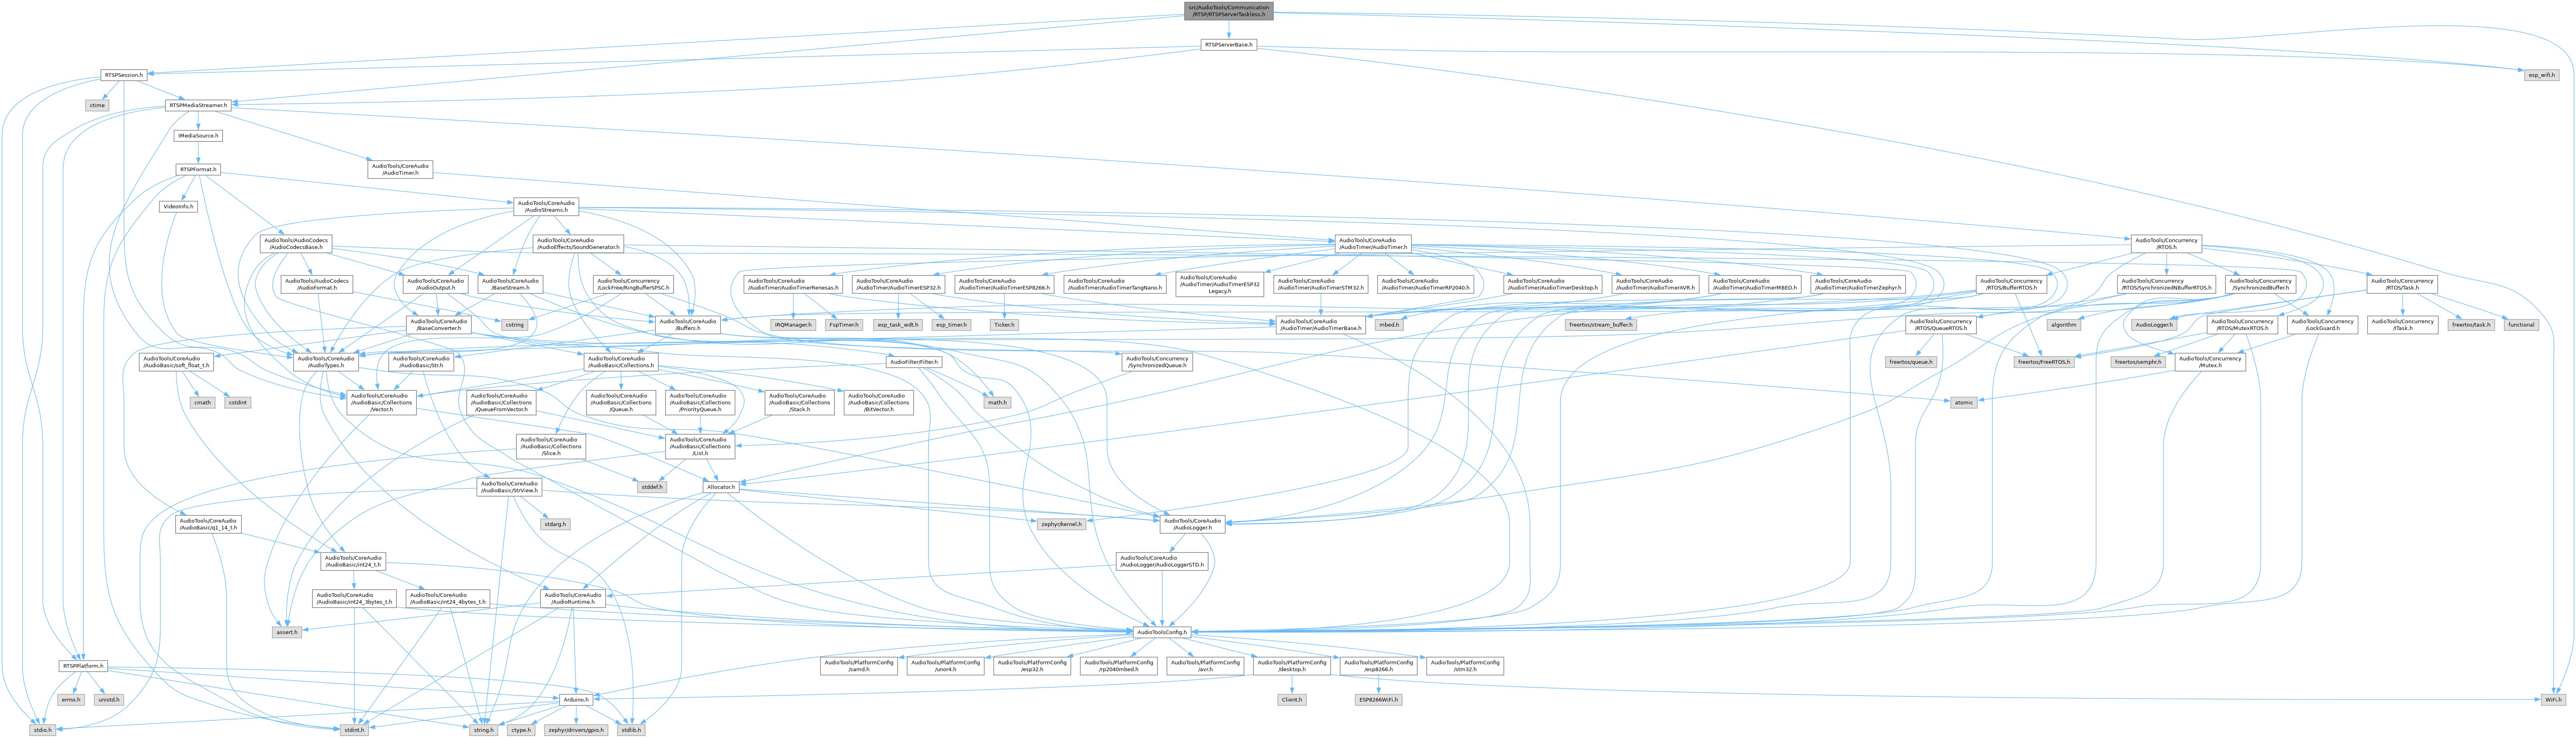 src/AudioTools/Communication
/RTSP/RTSPServerTaskless.h
RTSPServerBase.h
RTSPSession.h
esp_wifi.h
ctime
RTSPMediaStreamer.h
IMediaSource.h
RTSPFormat.h
AudioTools/CoreAudio
/AudioTimer.h
VideoInfo.h
AudioTools/CoreAudio
/AudioStreams.h
AudioTools/AudioCodecs
/AudioCodecsBase.h
AudioTools/CoreAudio
/AudioEffects/SoundGenerator.h
AudioTools/CoreAudio
/AudioTimer/AudioTimer.h
AudioTools/Concurrency
/RTOS.h
AudioTools/AudioCodecs
/AudioFormat.h
AudioTools/CoreAudio
/AudioOutput.h
AudioTools/CoreAudio
/BaseStream.h
AudioTools/Concurrency
/LockFree/RingBufferSPSC.h
AudioTools/CoreAudio
/AudioTimer/AudioTimerRenesas.h
AudioTools/CoreAudio
/AudioTimer/AudioTimerESP32.h
AudioTools/CoreAudio
/AudioTimer/AudioTimerESP8266.h
AudioTools/CoreAudio
/AudioTimer/AudioTimerTangNano.h
AudioTools/CoreAudio
/AudioTimer/AudioTimerESP32
Legacy.h
AudioTools/CoreAudio
/AudioTimer/AudioTimerSTM32.h
AudioTools/CoreAudio
/AudioTimer/AudioTimerRP2040.h
AudioTools/CoreAudio
/AudioTimer/AudioTimerDesktop.h
AudioTools/CoreAudio
/AudioTimer/AudioTimerAVR.h
AudioTools/CoreAudio
/AudioTimer/AudioTimerMBED.h
AudioTools/CoreAudio
/AudioTimer/AudioTimerZephyr.h
AudioTools/Concurrency
/RTOS/BufferRTOS.h
AudioTools/Concurrency
/RTOS/SynchronizedNBufferRTOS.h
AudioTools/Concurrency
/SynchronizedBuffer.h
AudioTools/Concurrency
/RTOS/Task.h
cstring
AudioTools/CoreAudio
/BaseConverter.h
AudioTools/CoreAudio
/Buffers.h
IRQManager.h
FspTimer.h
esp_task_wdt.h
esp_timer.h
Ticker.h
AudioTools/CoreAudio
/AudioTimer/AudioTimerBase.h
mbed.h
freertos/stream_buffer.h
AudioTools/Concurrency
/RTOS/QueueRTOS.h
algorithm
AudioLogger.h
AudioTools/Concurrency
/RTOS/MutexRTOS.h
AudioTools/Concurrency
/LockGuard.h
AudioTools/Concurrency
/ITask.h
freertos/task.h
functional
AudioTools/CoreAudio
/AudioBasic/soft_float_t.h
AudioTools/CoreAudio
/AudioTypes.h
AudioTools/CoreAudio
/AudioBasic/Str.h
AudioTools/CoreAudio
/AudioBasic/Collections.h
AudioFilter/Filter.h
AudioTools/Concurrency
/SynchronizedQueue.h
freertos/queue.h
freertos/FreeRTOS.h
freertos/semphr.h
AudioTools/Concurrency
/Mutex.h
cmath
cstdint
AudioTools/CoreAudio
/AudioBasic/Collections
/Vector.h
AudioTools/CoreAudio
/AudioBasic/Collections
/QueueFromVector.h
AudioTools/CoreAudio
/AudioBasic/Collections
/Queue.h
AudioTools/CoreAudio
/AudioBasic/Collections
/PriorityQueue.h
AudioTools/CoreAudio
/AudioBasic/Collections
/Stack.h
AudioTools/CoreAudio
/AudioBasic/Collections
/BitVector.h
math.h
atomic
AudioTools/CoreAudio
/AudioBasic/Collections
/Slice.h
AudioTools/CoreAudio
/AudioBasic/Collections
/List.h
AudioTools/CoreAudio
/AudioBasic/StrView.h
stddef.h
Allocator.h
AudioTools/CoreAudio
/AudioBasic/q1_14_t.h
stdarg.h
zephyr/kernel.h
AudioTools/CoreAudio
/AudioLogger.h
AudioTools/CoreAudio
/AudioBasic/int24_t.h
AudioTools/CoreAudio
/AudioLogger/AudioLoggerSTD.h
AudioTools/CoreAudio
/AudioBasic/int24_3bytes_t.h
AudioTools/CoreAudio
/AudioBasic/int24_4bytes_t.h
AudioTools/CoreAudio
/AudioRuntime.h
assert.h
AudioToolsConfig.h
RTSPPlatform.h
AudioTools/PlatformConfig
/samd.h
AudioTools/PlatformConfig
/unor4.h
AudioTools/PlatformConfig
/esp32.h
AudioTools/PlatformConfig
/rp2040mbed.h
AudioTools/PlatformConfig
/avr.h
AudioTools/PlatformConfig
/desktop.h
AudioTools/PlatformConfig
/esp8266.h
AudioTools/PlatformConfig
/stm32.h
errno.h
unistd.h
Arduino.h
Client.h
ESP8266WiFi.h
WiFi.h
stdio.h
stdint.h
string.h
ctype.h
zephyr/drivers/gpio.h
stdlib.h